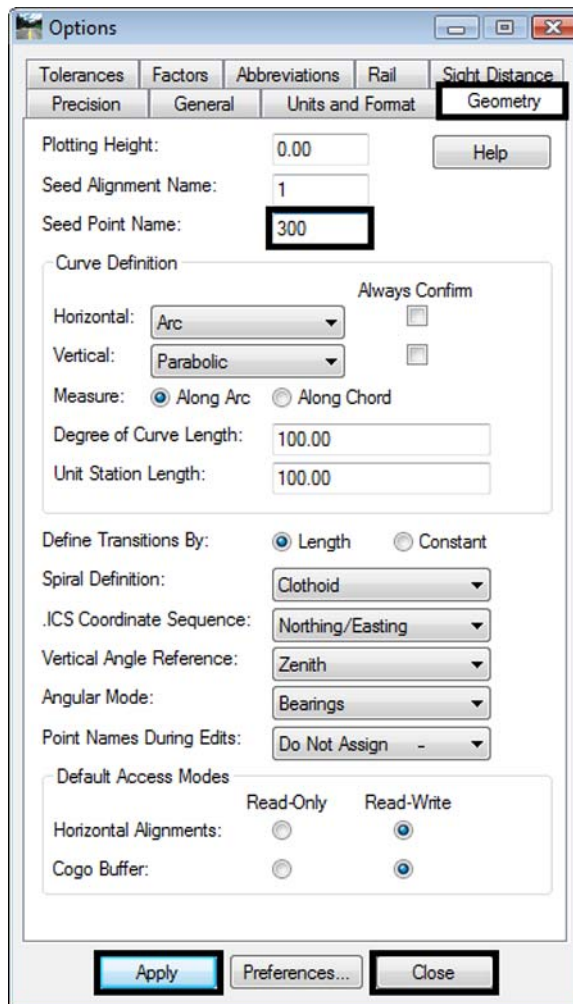 Options
Tolerances Factors Abbreviations Rail Sight Distance
Precision General Units and Format Geometry
Plotting Height: 0.00 Help
Seed Alignment Name: 1
Seed Point Name: 300
Curve Definition
Always Confirm
Horizontal: Arc
Vertical: Parabolic
Measure: Along Arc Along Chord
Degree of Curve Length: 100.00
Unit Station Length: 100.00
Define Transitions By: Length Constant
Spiral Definition: Clothoid
.ICS Coordinate Sequence: Northing/Easting
Vertical Angle Reference: Zenith
Angular Mode: Bearings
Point Names During Edits: Do Not Assign -
Default Access Modes
Read-Only Read-Write
Horizontal Alignments:
Cogo Buffer:
Apply Preferences... Close